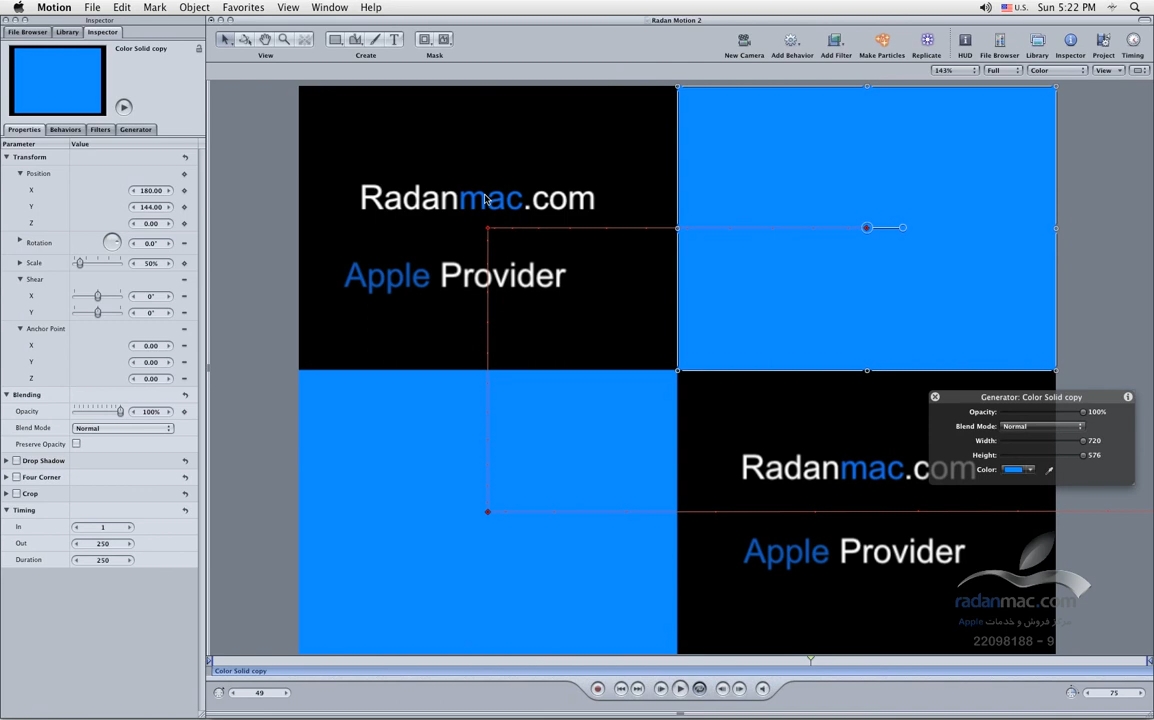 Motion File Edit Mark Object Favorites View Window Help U.S. Sun 5:22 PM
Inspector
Radan Motion 2
File Browser Library Inspector
Color Solid copy
View Create Mask New Camera Add Behavior Add Filter Make Particles Replicate HUD File Browser Library Inspector Project Timing
143% Full Color View
Properties Behaviors Filters Generator
Parameter Value
Transform
Position
X 180.00
Y 144.00
Z 0.00
Rotation 0.0°
Scale 50%
Shear
X 0°
Y 0°
Anchor Point
X 0.00
Y 0.00
Z 0.00
Blending
Opacity 100%
Blend Mode Normal
Preserve Opacity
Drop Shadow
Four Corner
Crop
Timing
In 1
Out 250
Duration 250
Radanmac.com
Apple Provider
Generator: Color Solid copy
Opacity: 100%
Blend Mode: Normal
Width: 720
Height: 576
Color:
Radanmac.com
Apple Provider
radanmac.com
مرکز فروش و خدمات Apple
22098188 – 9
Color Solid copy
49 75